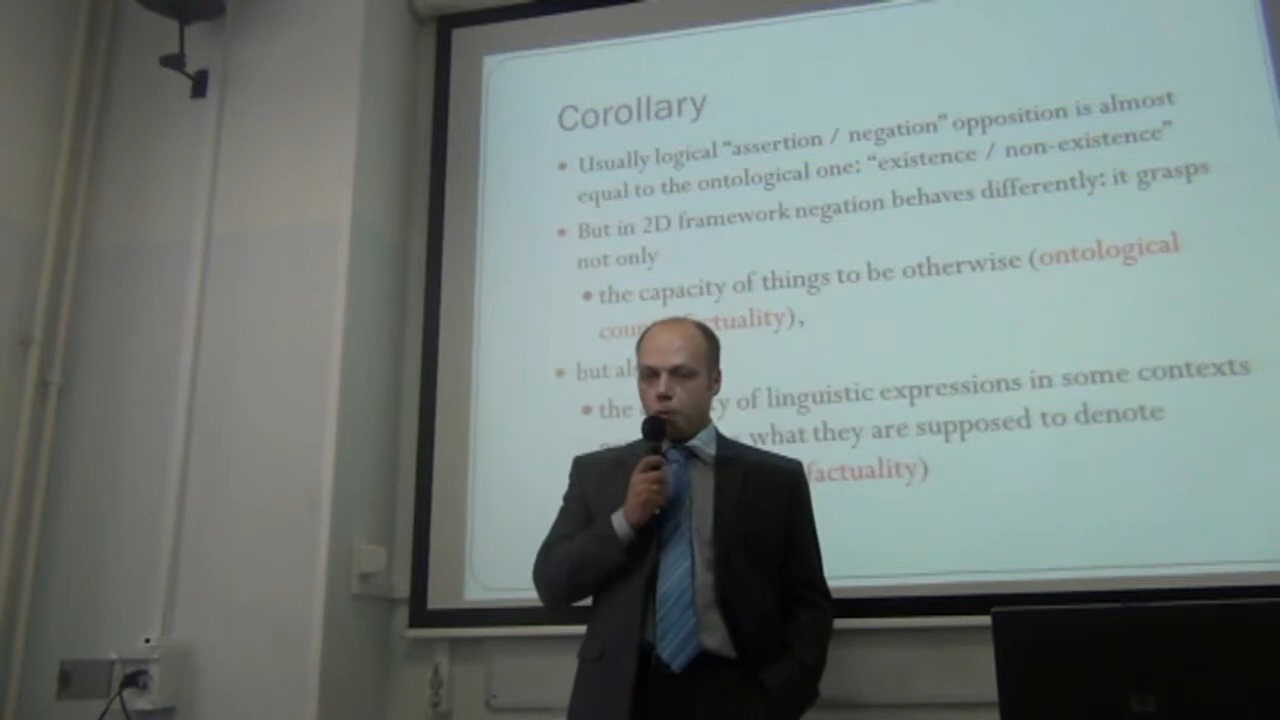 Corollary
• Usually logical “assertion / negation” opposition is almost
equal to the ontological one: “existence / non-existence”
• But in 2D framework negation behaves differently: it grasps
not only
• the capacity of things to be otherwise (ontological
tuality),
• but
• the of linguistic expressions in some contexts
what they are supposed to denote
factuality)